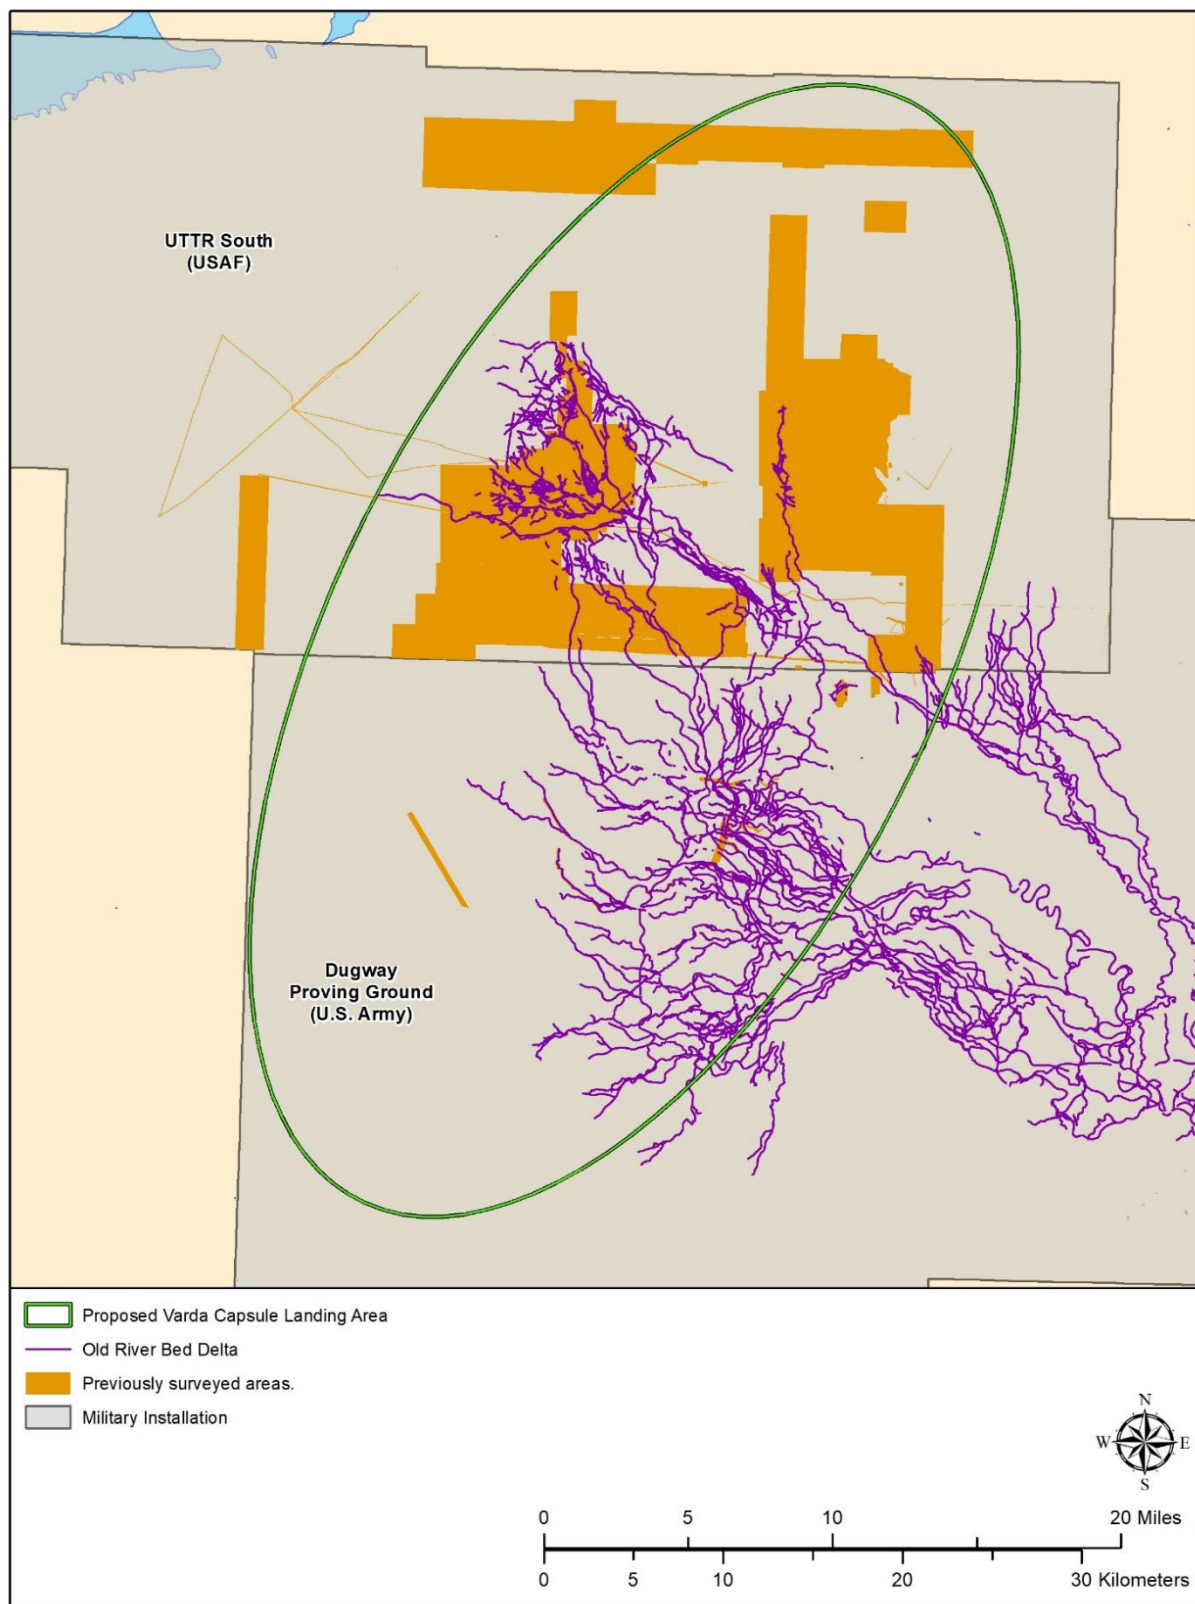 UTTR South
(USAF)
Dugway
Proving Ground
(U.S. Army)
Proposed Varda Capsule Landing Area
Old River Bed Delta
Previously surveyed areas.
Military Installation
N
W E
S
0 5 10 20 Miles
0 5 10 20 30 Kilometers